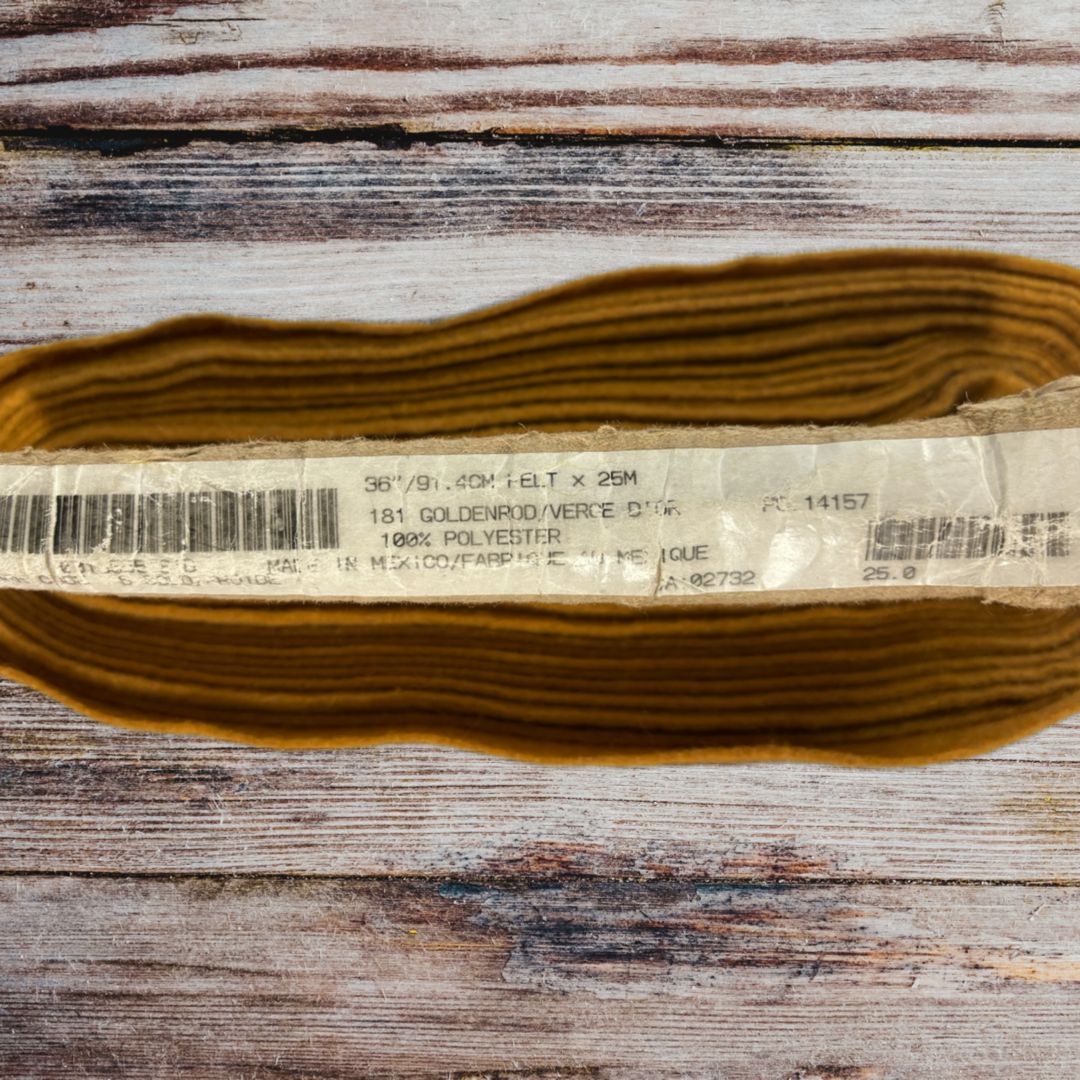 36"/91.4CM FELT x 25M
181 GOLDENROD/VERGE D'OR PC 14157
100% POLYESTER
MADE IN MEXICO/FABRIQUE AU MEXIQUE
02732
25.0